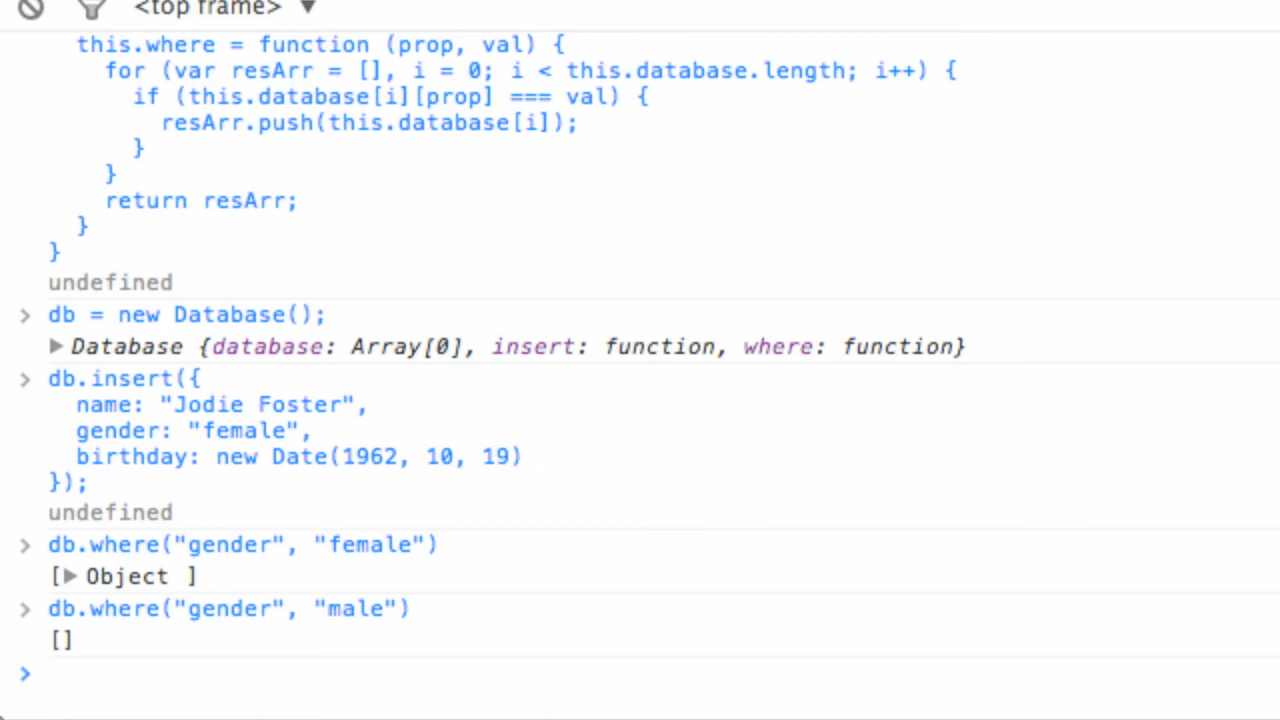 <top frame> ▼
this.where = function (prop, val) {
for (var resArr = [], i = 0; i < this.database.length; i++) {
if (this.database[i][prop] === val) {
resArr.push(this.database[i]);
}
}
return resArr;
}
}
undefined
> db = new Database();
▶ Database {database: Array[0], insert: function, where: function}
> db.insert({
name: "Jodie Foster",
gender: "female",
birthday: new Date(1962, 10, 19)
});
undefined
> db.where("gender", "female")
[▶ Object ]
> db.where("gender", "male")
[]
>